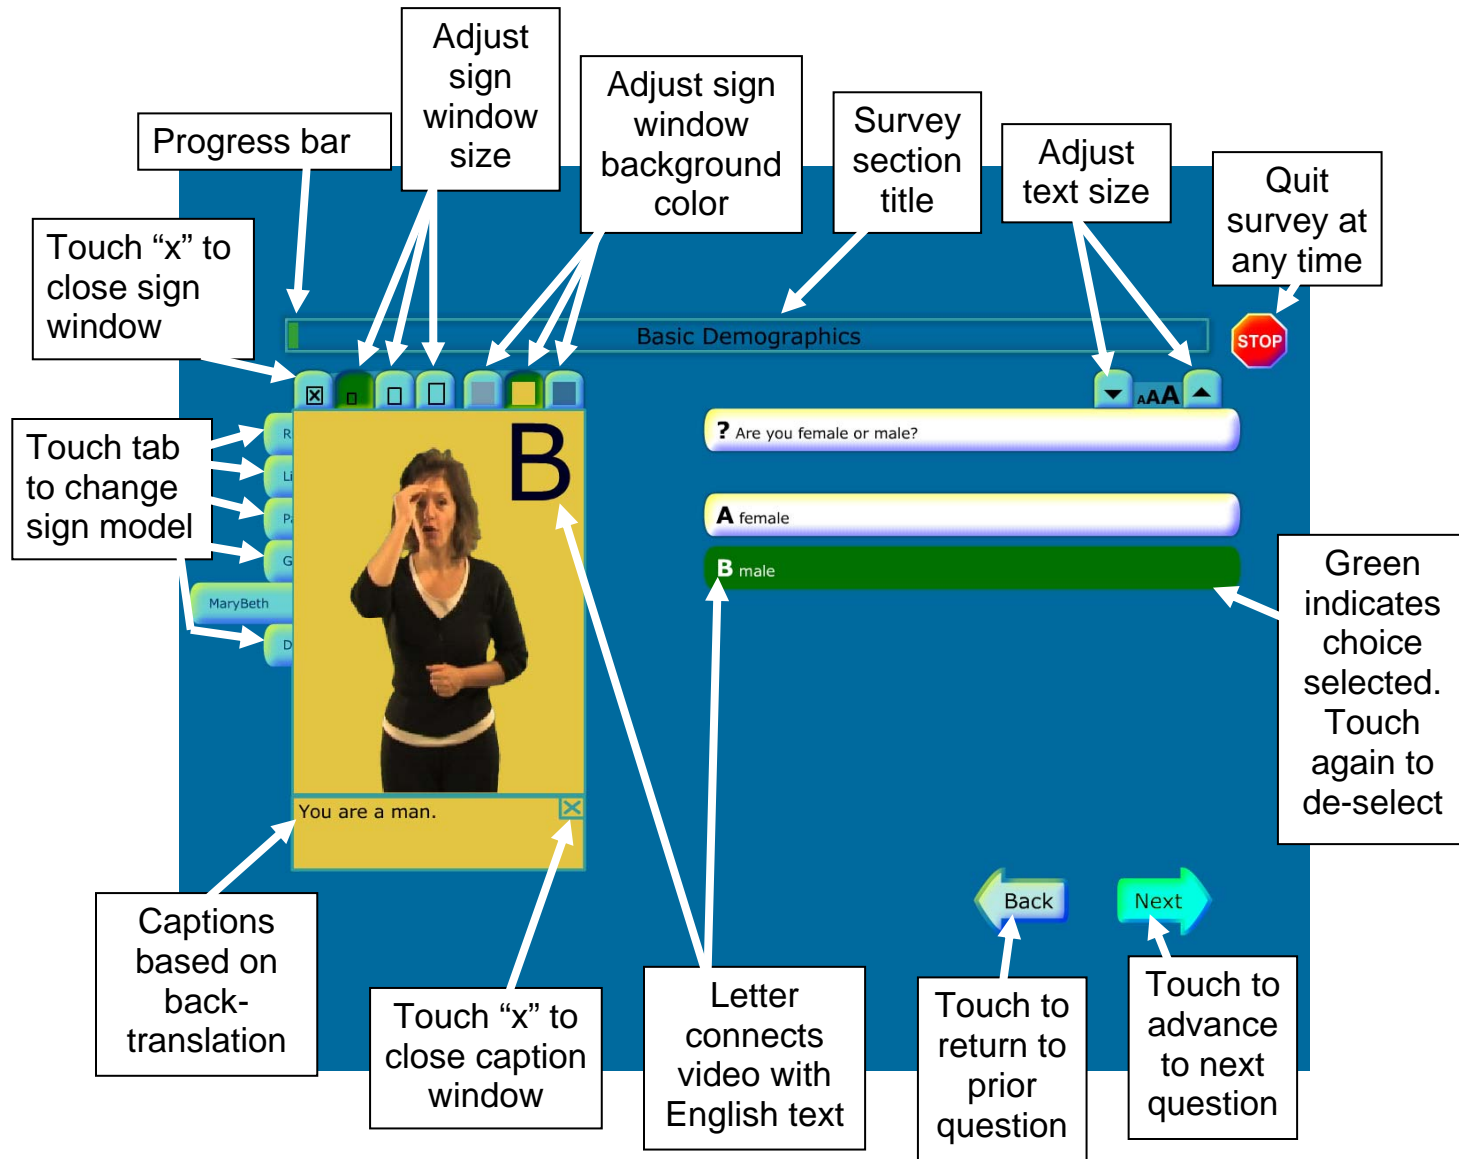 Adjust
sign
window
size
Adjust sign
window
background
color
Survey
section
title
Adjust
text size
Quit
survey at
any time
Progress bar
Touch “x” to
close sign
window
Basic Demographics
STOP
AAA
Touch tab
to change
sign model
R
Li
Pa
G
MaryBeth
D
B
? Are you female or male?
A female
B male
Green
indicates
choice
selected.
Touch
again to
de-select
You are a man.
Back
Next
Captions
based on
back-
translation
Touch “x” to
close caption
window
Letter
connects
video with
English text
Touch to
return to
prior
question
Touch to
advance
to next
question